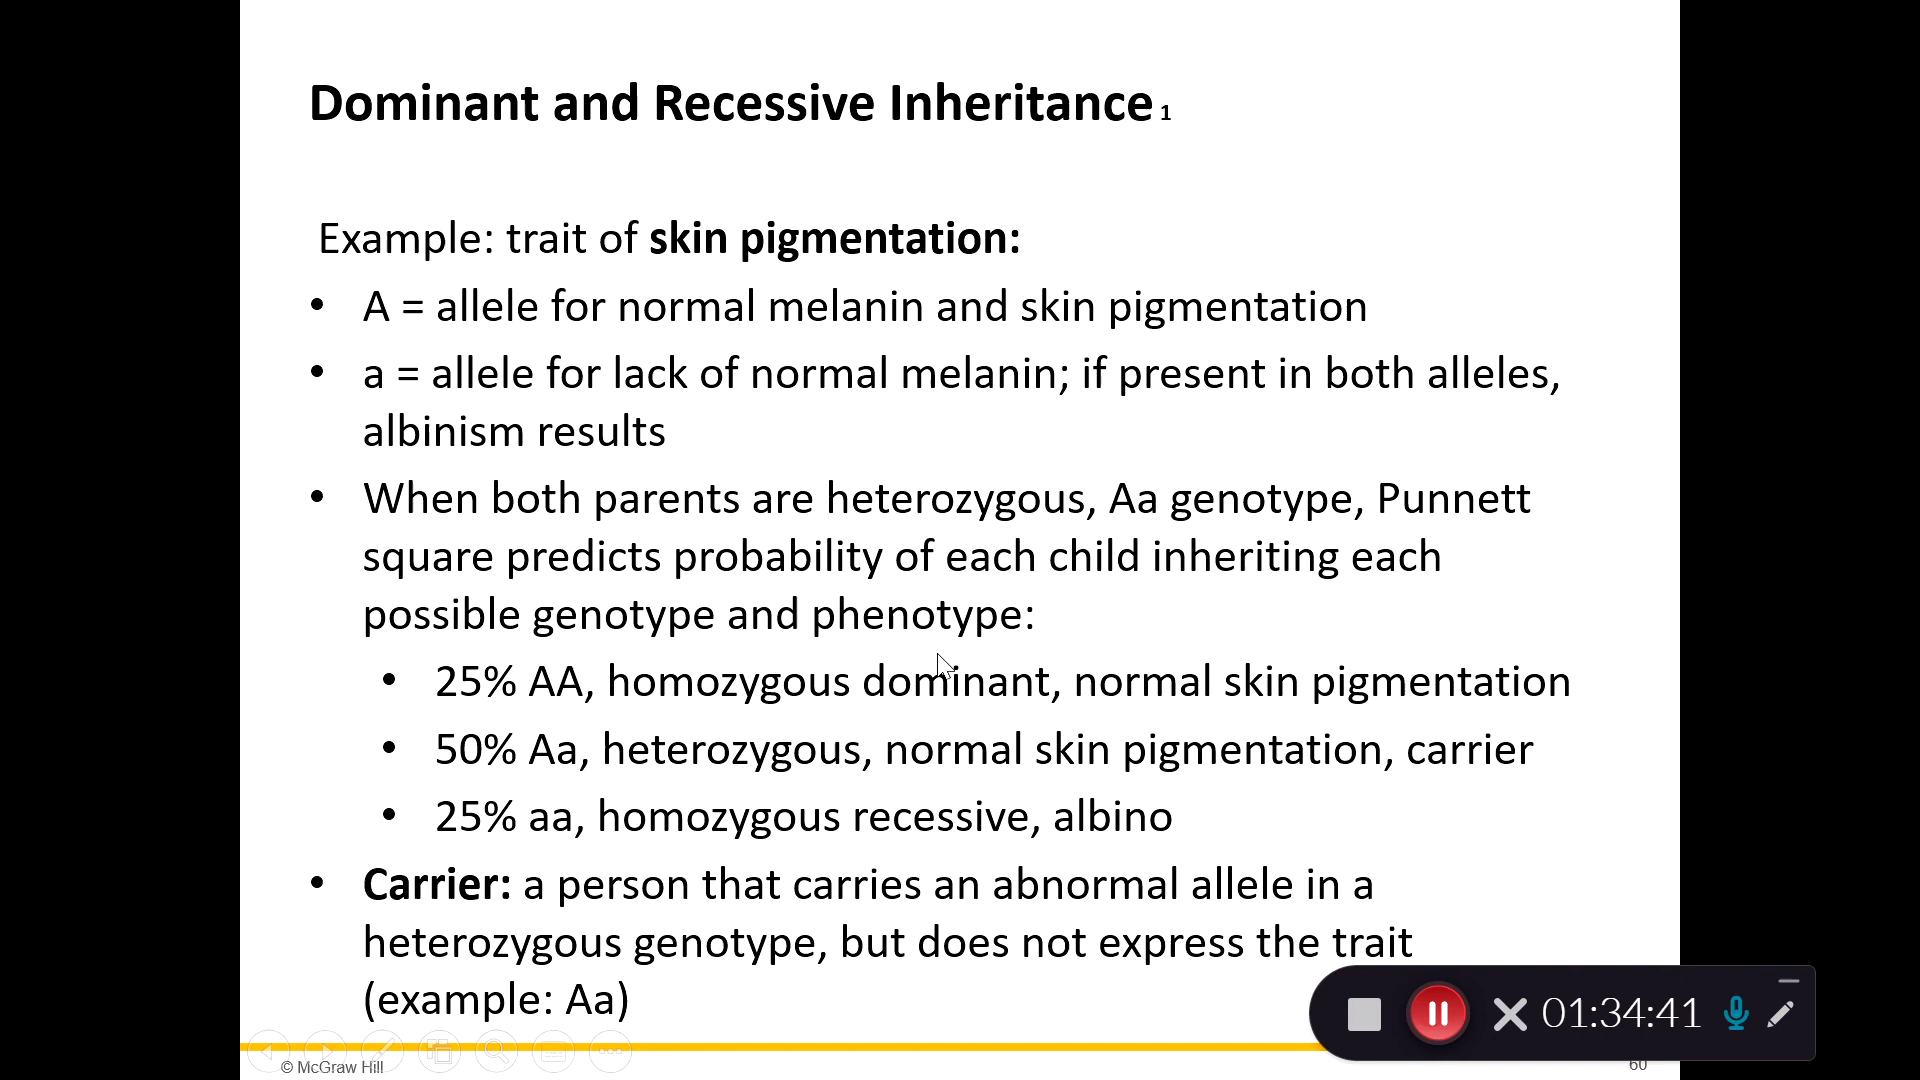 Dominant and Recessive Inheritance 1
Example: trait of skin pigmentation:
• A = allele for normal melanin and skin pigmentation
• a = allele for lack of normal melanin; if present in both alleles,
albinism results
• When both parents are heterozygous, Aa genotype, Punnett
square predicts probability of each child inheriting each
possible genotype and phenotype:
• 25% AA, homozygous dominant, normal skin pigmentation
• 50% Aa, heterozygous, normal skin pigmentation, carrier
• 25% aa, homozygous recessive, albino
• Carrier: a person that carries an abnormal allele in a
heterozygous genotype, but does not express the trait
(example: Aa)
01:34:41
© McGraw Hill
60